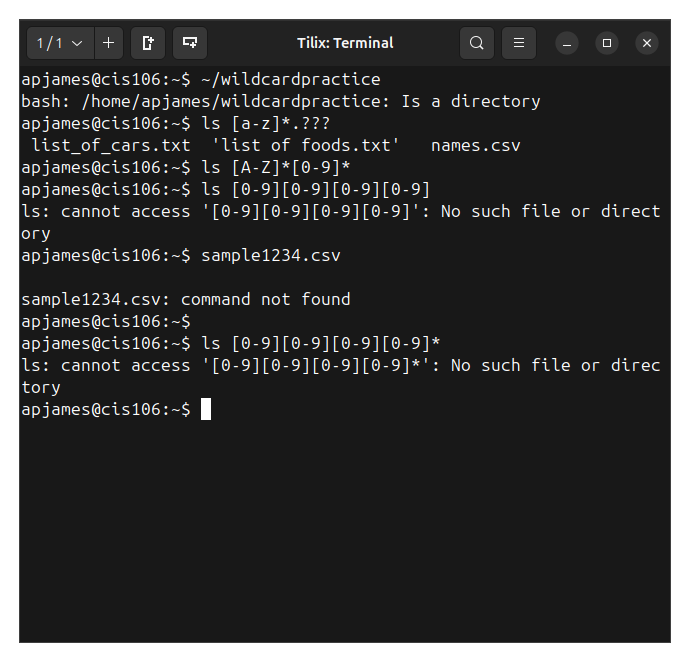 1 / 1
Tilix: Terminal
apjames@cis106:~$ ~/wildcardpractice
bash: /home/apjames/wildcardpractice: Is a directory
apjames@cis106:~$ ls [a-z]*.???
 list_of_cars.txt  'list of foods.txt'   names.csv
apjames@cis106:~$ ls [A-Z]*[0-9]*
apjames@cis106:~$ ls [0-9][0-9][0-9][0-9]
ls: cannot access '[0-9][0-9][0-9][0-9]': No such file or direct
ory
apjames@cis106:~$ sample1234.csv
sample1234.csv: command not found
apjames@cis106:~$
apjames@cis106:~$ ls [0-9][0-9][0-9][0-9]*
ls: cannot access '[0-9][0-9][0-9][0-9]*': No such file or direc
tory
apjames@cis106:~$